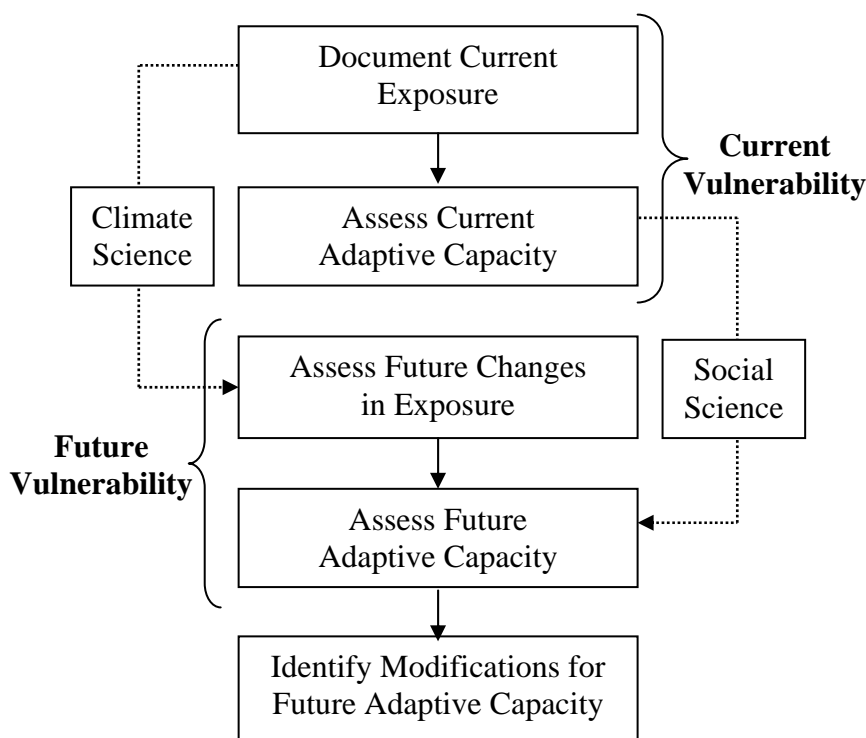 Document Current
Exposure
Current
Vulnerability
Climate
Science
Assess Current
Adaptive Capacity
Assess Future Changes
in Exposure
Social
Science
Future
Vulnerability
Assess Future
Adaptive Capacity
Identify Modifications for
Future Adaptive Capacity